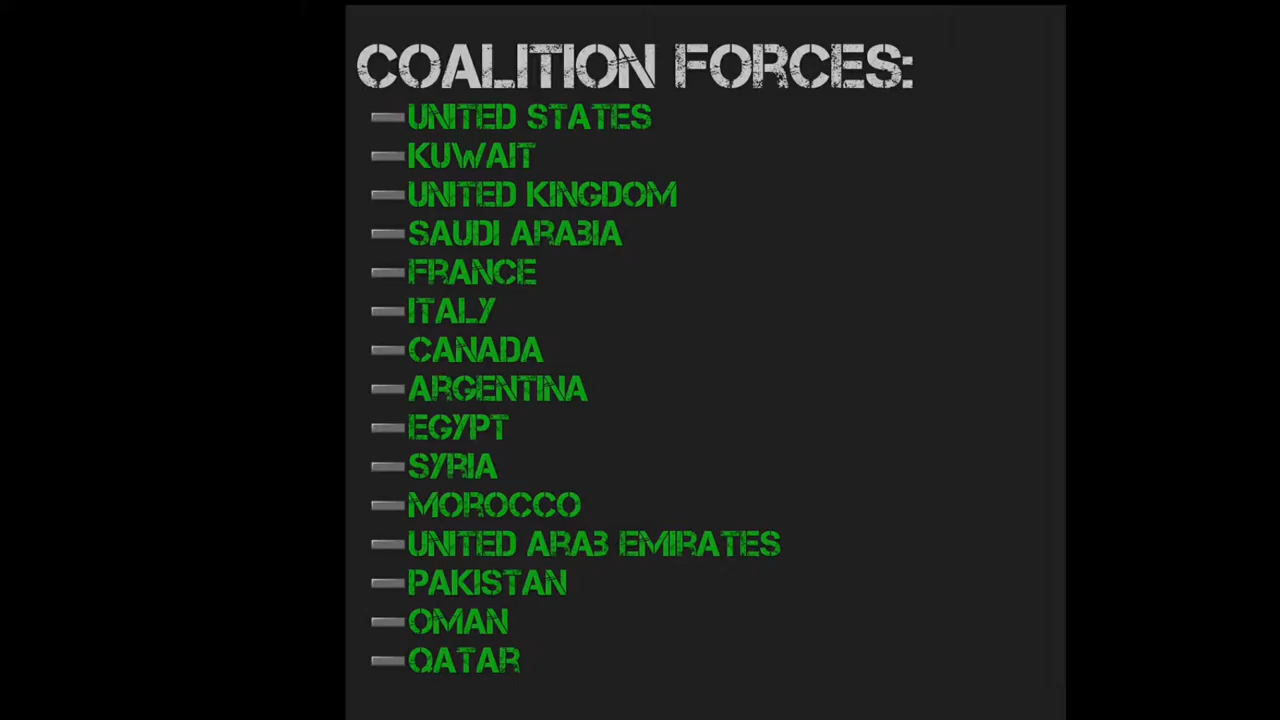 COALITION FORCES:
UNITED STATES
KUWAIT
UNITED KINGDOM
SAUDI ARABIA
FRANCE
ITALY
CANADA
ARGENTINA
EGYPT
SYRIA
MOROCCO
UNITED ARAB EMIRATES
PAKISTAN
OMAN
QATAR